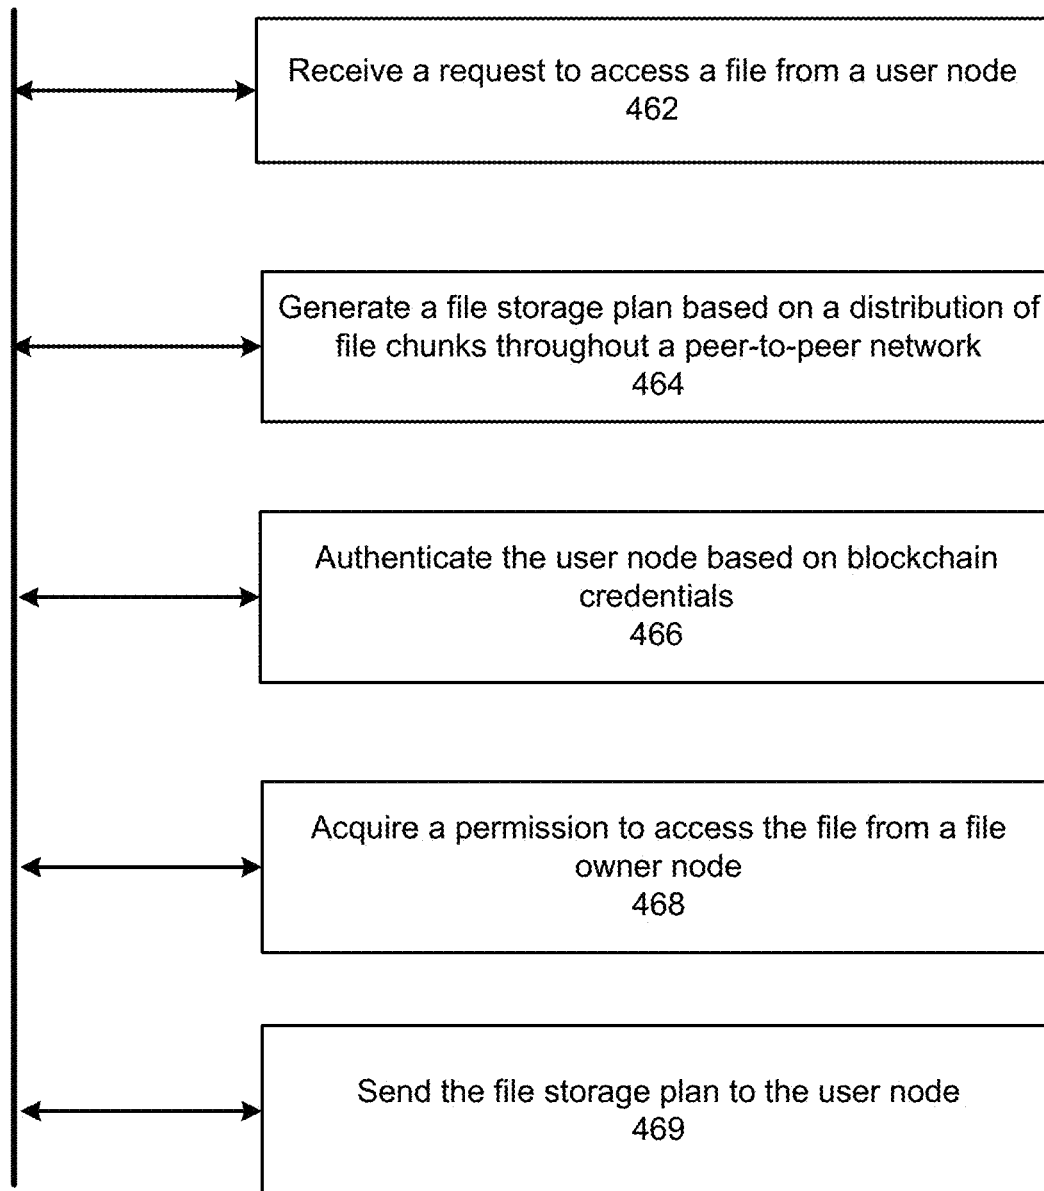 Receive a request to access a file from a user node
462
Generate a file storage plan based on a distribution of
file chunks throughout a peer-to-peer network
464
Authenticate the user node based on blockchain
credentials
466
Acquire a permission to access the file from a file
owner node
468
Send the file storage plan to the user node
469